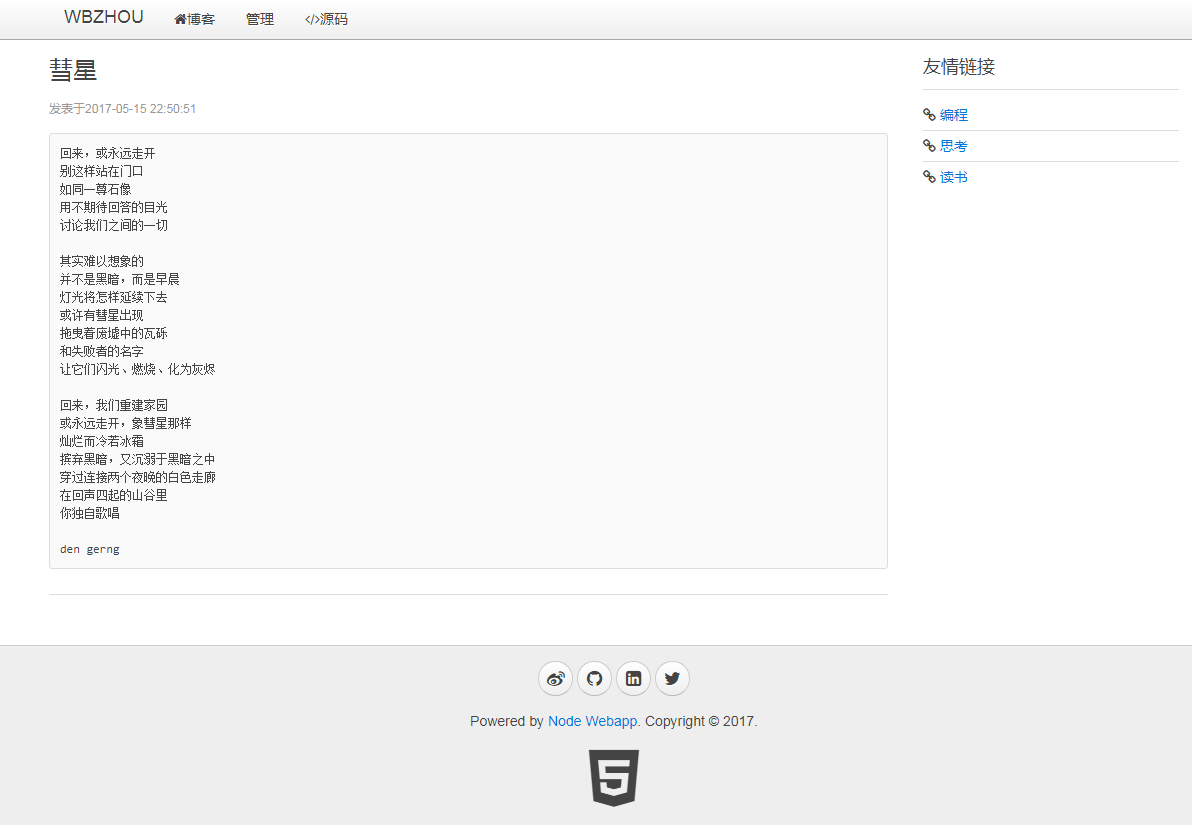 WBZHOU 博客 管理 </>源码
彗星
发表于2017-05-15 22:50:51
回来，或永远走开
别这样站在门口
如同一尊石像
用不期待回答的目光
讨论我们之间的一切
其实难以想象的
并不是黑暗，而是早晨
灯光将怎样延续下去
或许有彗星出现
拖曳着废墟中的瓦砾
和失败者的名字
让它们闪光、燃烧、化为灰烬
回来，我们重建家园
或永远走开，象彗星那样
灿烂而冷若冰霜
摈弃黑暗，又沉溺于黑暗之中
穿过连接两个夜晚的白色走廊
在回声四起的山谷里
你独自歌唱
den gerng
友情链接
编程
思考
读书
Powered by Node Webapp. Copyright © 2017.